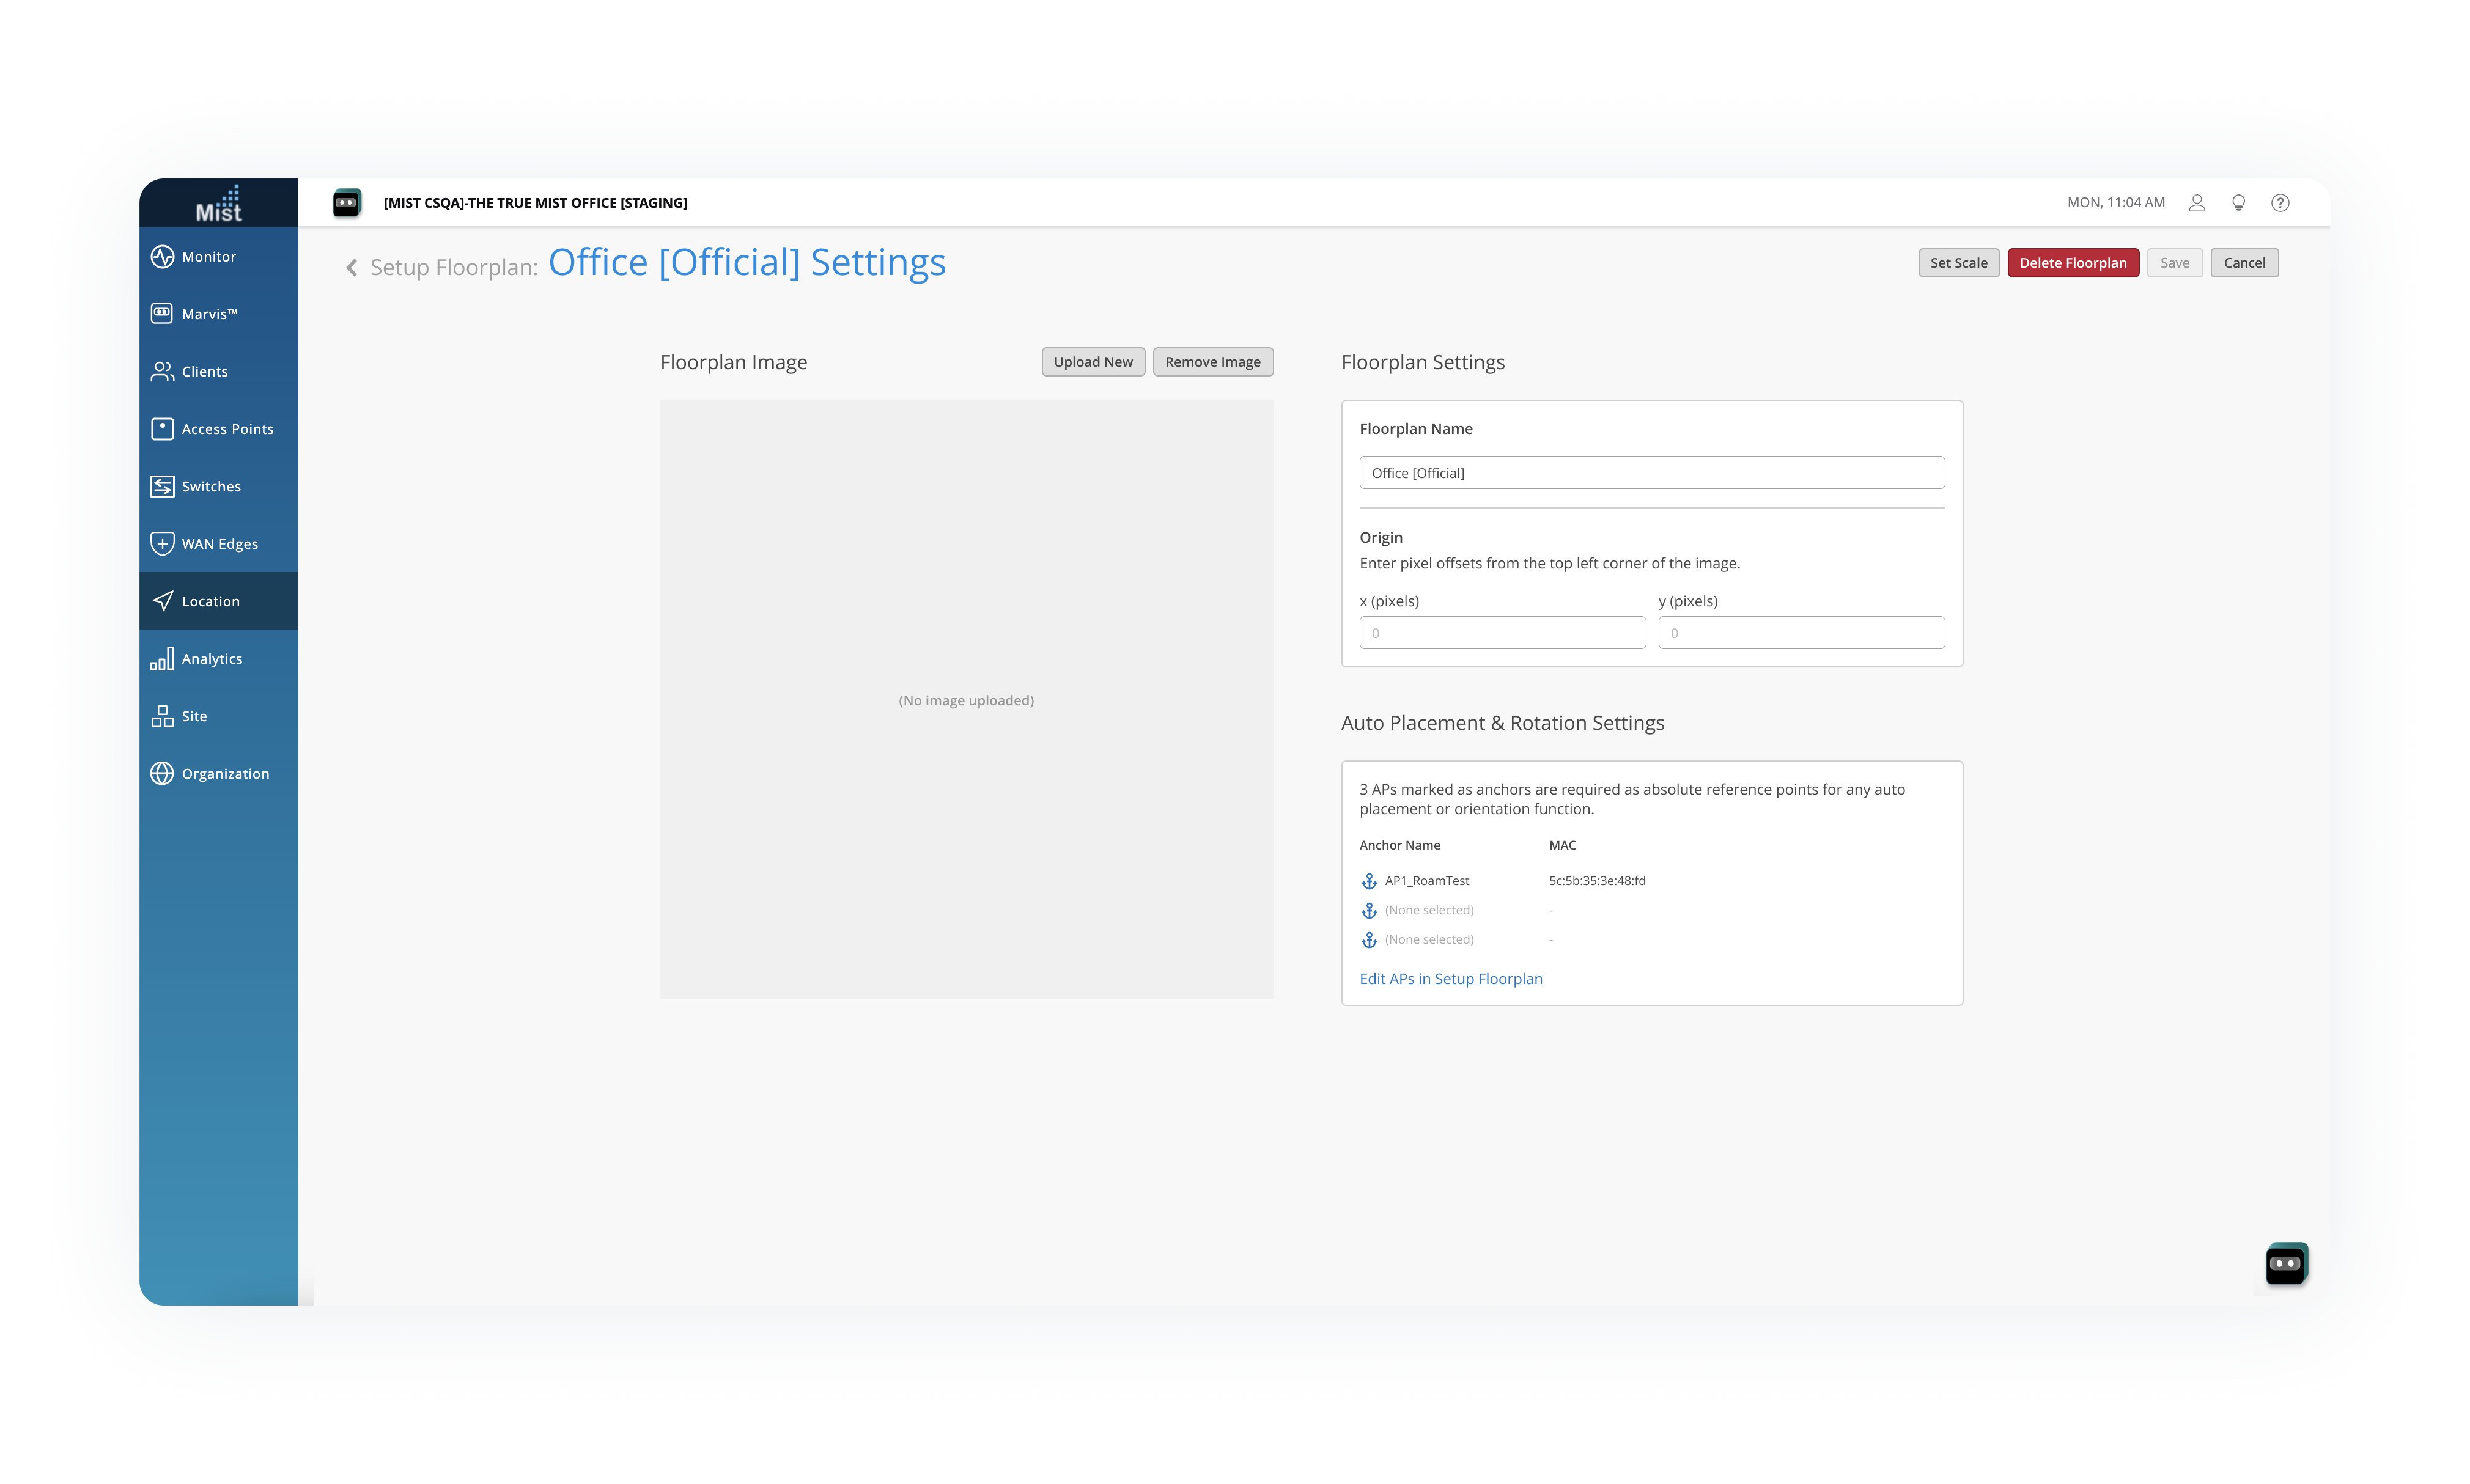 Mist
[MIST CSQA]-THE TRUE MIST OFFICE [STAGING]
MON, 11:04 AM
?
Monitor
Marvis™
Clients
Access Points
Switches
WAN Edges
Location
Analytics
Site
Organization
Setup Floorplan: Office [Official] Settings
Set Scale
Delete Floorplan
Save
Cancel
Floorplan Image
Upload New
Remove Image
(No image uploaded)
Floorplan Settings
Floorplan Name
Office [Official]
Origin
Enter pixel offsets from the top left corner of the image.
x (pixels)
y (pixels)
0
0
Auto Placement & Rotation Settings
3 APs marked as anchors are required as absolute reference points for any auto
placement or orientation function.
Anchor Name MAC
AP1_RoamTest 5c:5b:35:3e:48:fd
(None selected) -
(None selected) -
Edit APs in Setup Floorplan